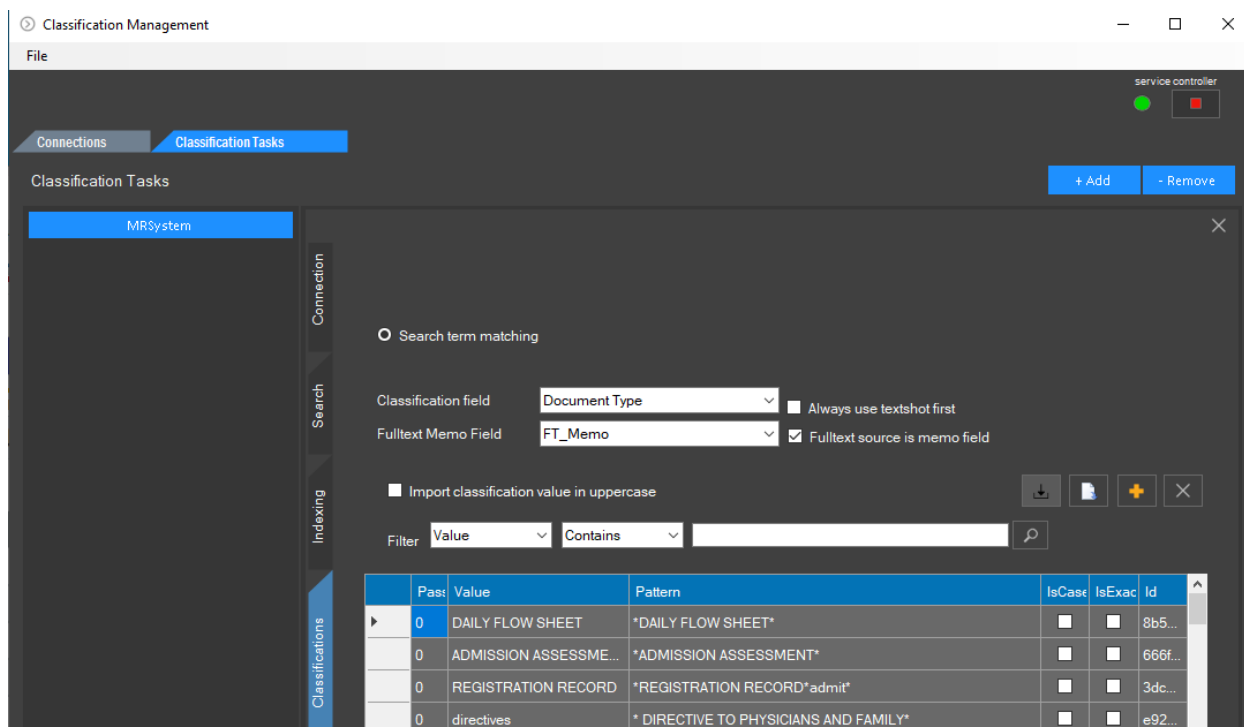 Classification Management
File
service controller
Connections
Classification Tasks
Classification Tasks
+ Add
- Remove
MRSystem
Connection
Search
Indexing
Classifications
Search term matching
Classification field
Document Type
Always use textshot first
Fulltext Memo Field
FT_Memo
Fulltext source is memo field
Import classification value in uppercase
Filter
Value
Contains
Pass Value Pattern IsCase IsExac Id
0 DAILY FLOW SHEET *DAILY FLOW SHEET* 8b5...
0 ADMISSION ASSESSME... *ADMISSION ASSESSMENT* 666f...
0 REGISTRATION RECORD *REGISTRATION RECORD*admit* 3dc...
0 directives * DIRECTIVE TO PHYSICIANS AND FAMILY* e92...